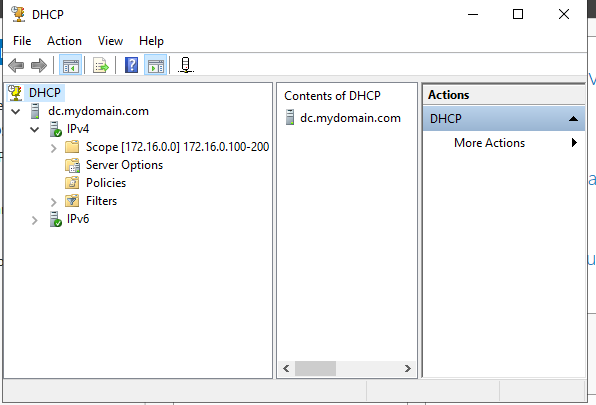 DHCP
File Action View Help
DHCP
dc.mydomain.com
IPv4
Scope [172.16.0.0] 172.16.0.100-200
Server Options
Policies
Filters
IPv6
Contents of DHCP
dc.mydomain.com
Actions
DHCP
More Actions